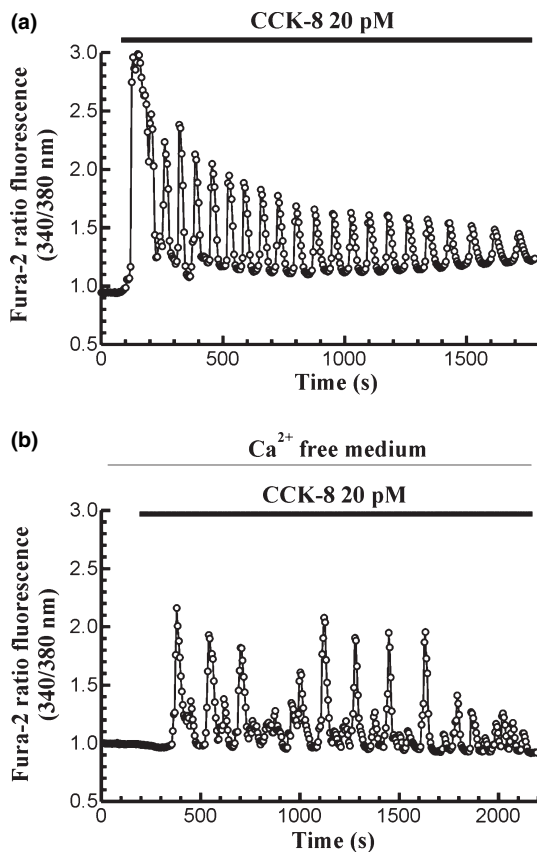 (a)
CCK-8 20 pM
Fura-2 ratio fluorescence
(340/380 nm)
3.0
2.5
2.0
1.5
1.0
0.5
0 500 1000 1500
Time (s)
(b)
Ca²⁺ free medium
CCK-8 20 pM
Fura-2 ratio fluorescence
(340/380 nm)
3.0
2.5
2.0
1.5
1.0
0.5
0 500 1000 1500 2000
Time (s)